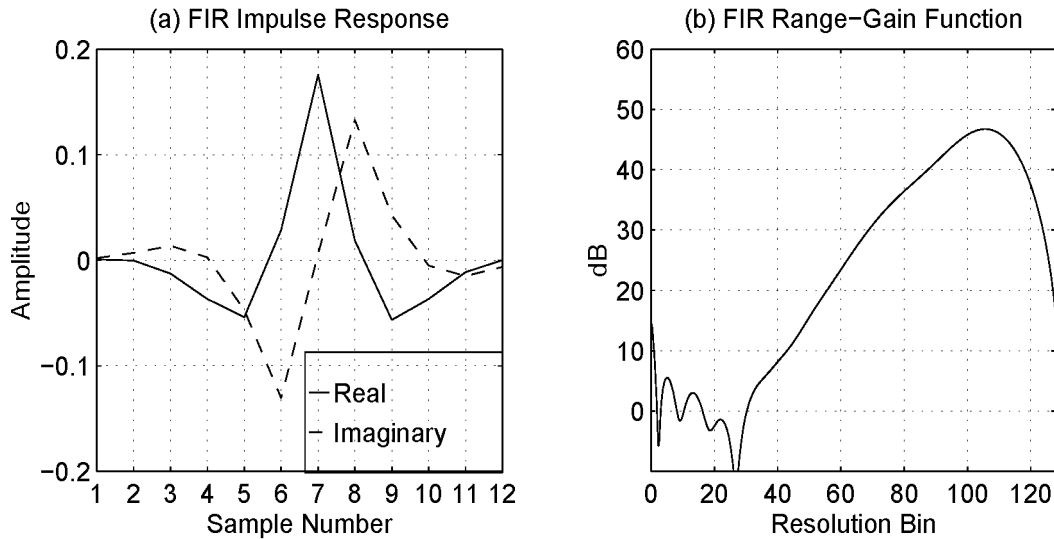 (a) FIR Impulse Response
0.2
0.1
0
−0.1
−0.2
Amplitude
Real
Imaginary
1 2 3 4 5 6 7 8 9 10 11 12
Sample Number
(b) FIR Range−Gain Function
60
50
40
30
20
10
0
dB
0 20 40 60 80 100 120
Resolution Bin